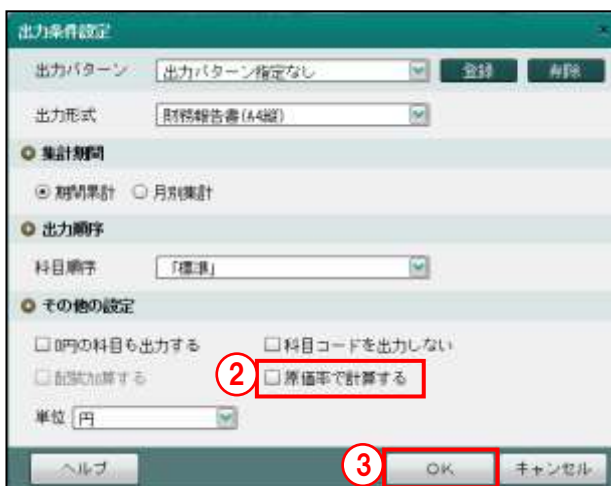 出力条件設定
出力パターン 出力パターン指定なし 登録 削除
出力形式 財務報告書(A4縦)
集計期間
期間累計 月別集計
出力順序
科目順序 「標準」
その他の設定
0円の科目も出力する 科目コードを出力しない
配賦加算する ② 原価率で計算する
単位 円
ヘルプ ③ OK キャンセル